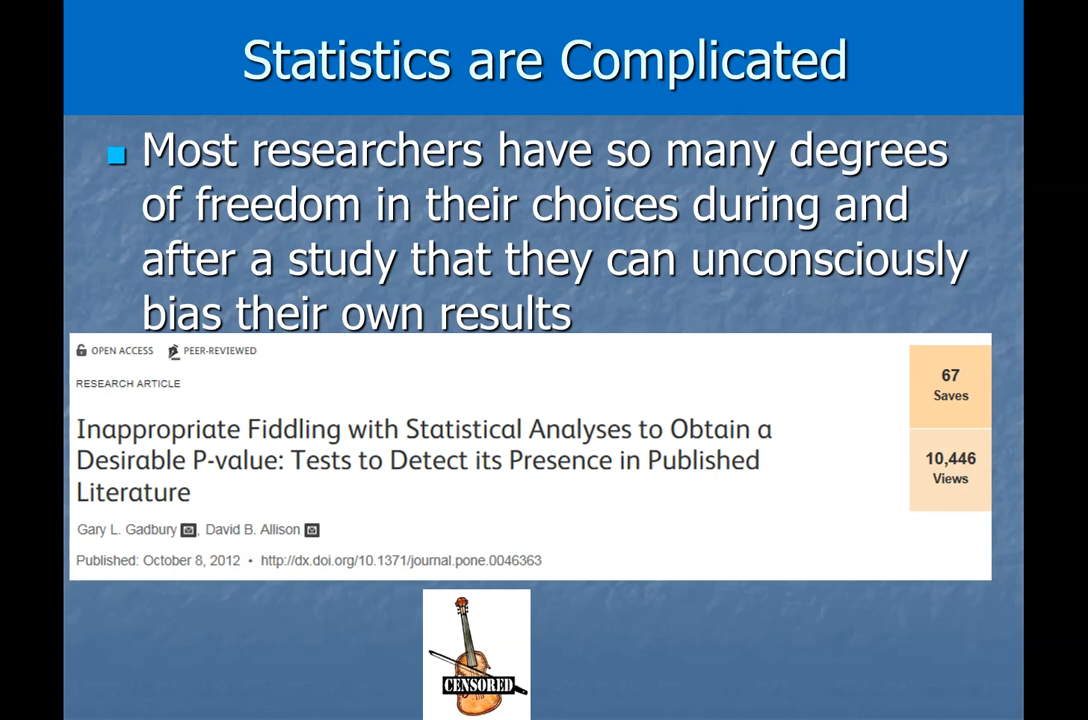 Statistics are Complicated
Most researchers have so many degrees
of freedom in their choices during and
after a study that they can unconsciously
bias their own results
OPEN ACCESS PEER-REVIEWED
RESEARCH ARTICLE
67
Saves
Inappropriate Fiddling with Statistical Analyses to Obtain a
Desirable P-value: Tests to Detect its Presence in Published
Literature
10,446
Views
Gary L. Gadbury, David B. Allison
Published: October 8, 2012 • http://dx.doi.org/10.1371/journal.pone.0046363
CENSORED